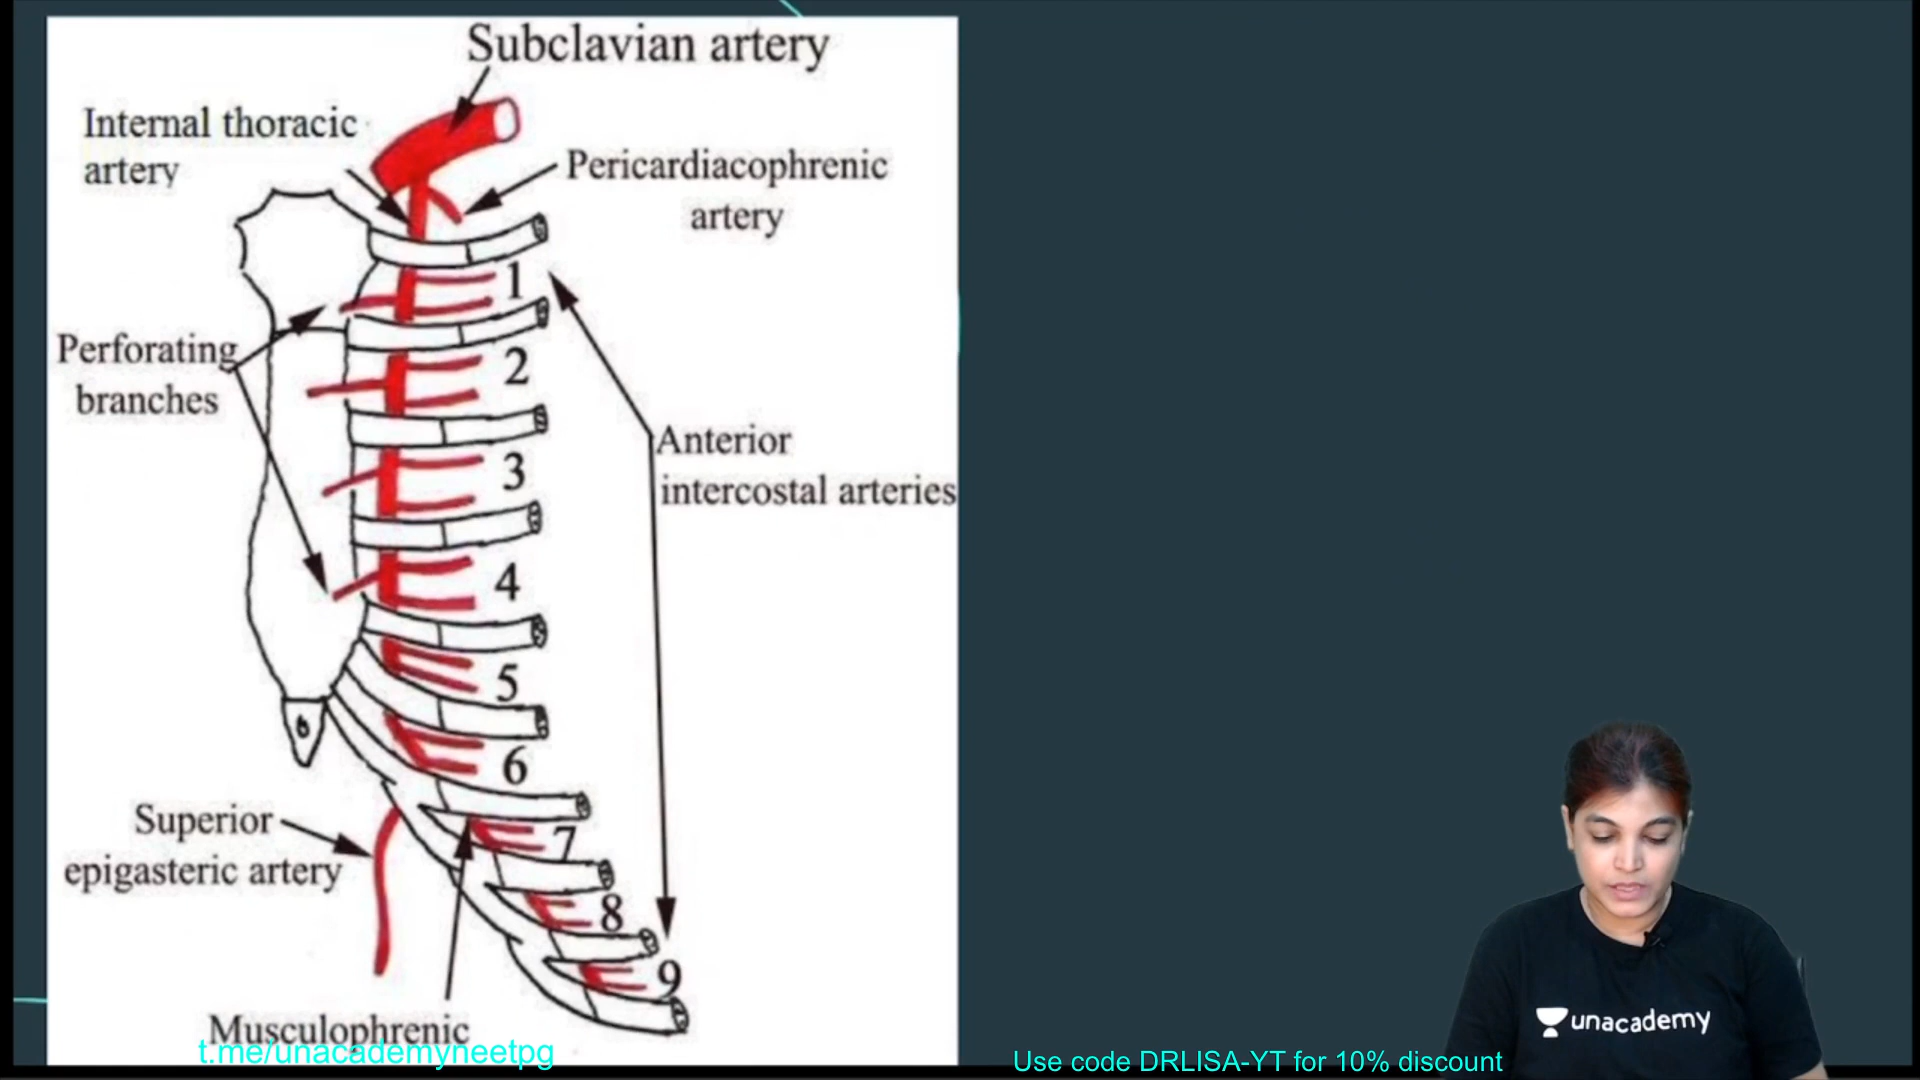 Subclavian artery
Internal thoracic
artery
Pericardiacophrenic
artery
1
Perforating
branches
2
Anterior
intercostal arteries
3
4
5
6
Superior
epigasteric artery
7
8
9
Musculophrenic
t.me/unacademyneetpg
unacademy
Use code DRLISA-YT for 10% discount